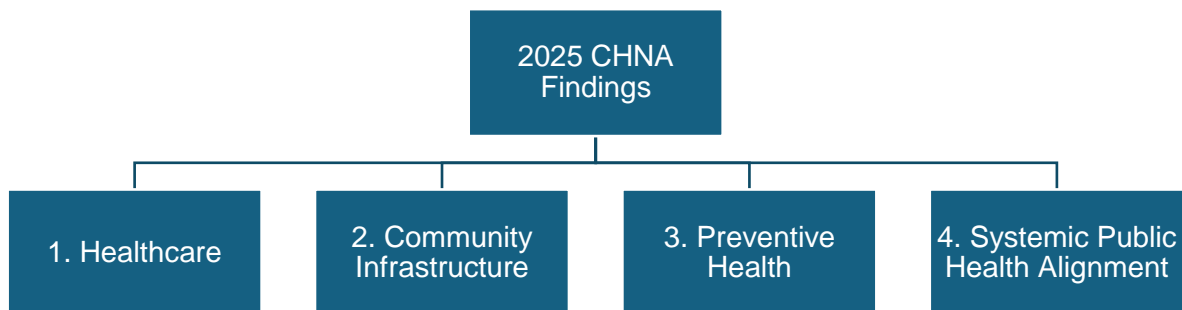 2025 CHNA
Findings
1. Healthcare
2. Community
Infrastructure
3. Preventive
Health
4. Systemic Public
Health Alignment